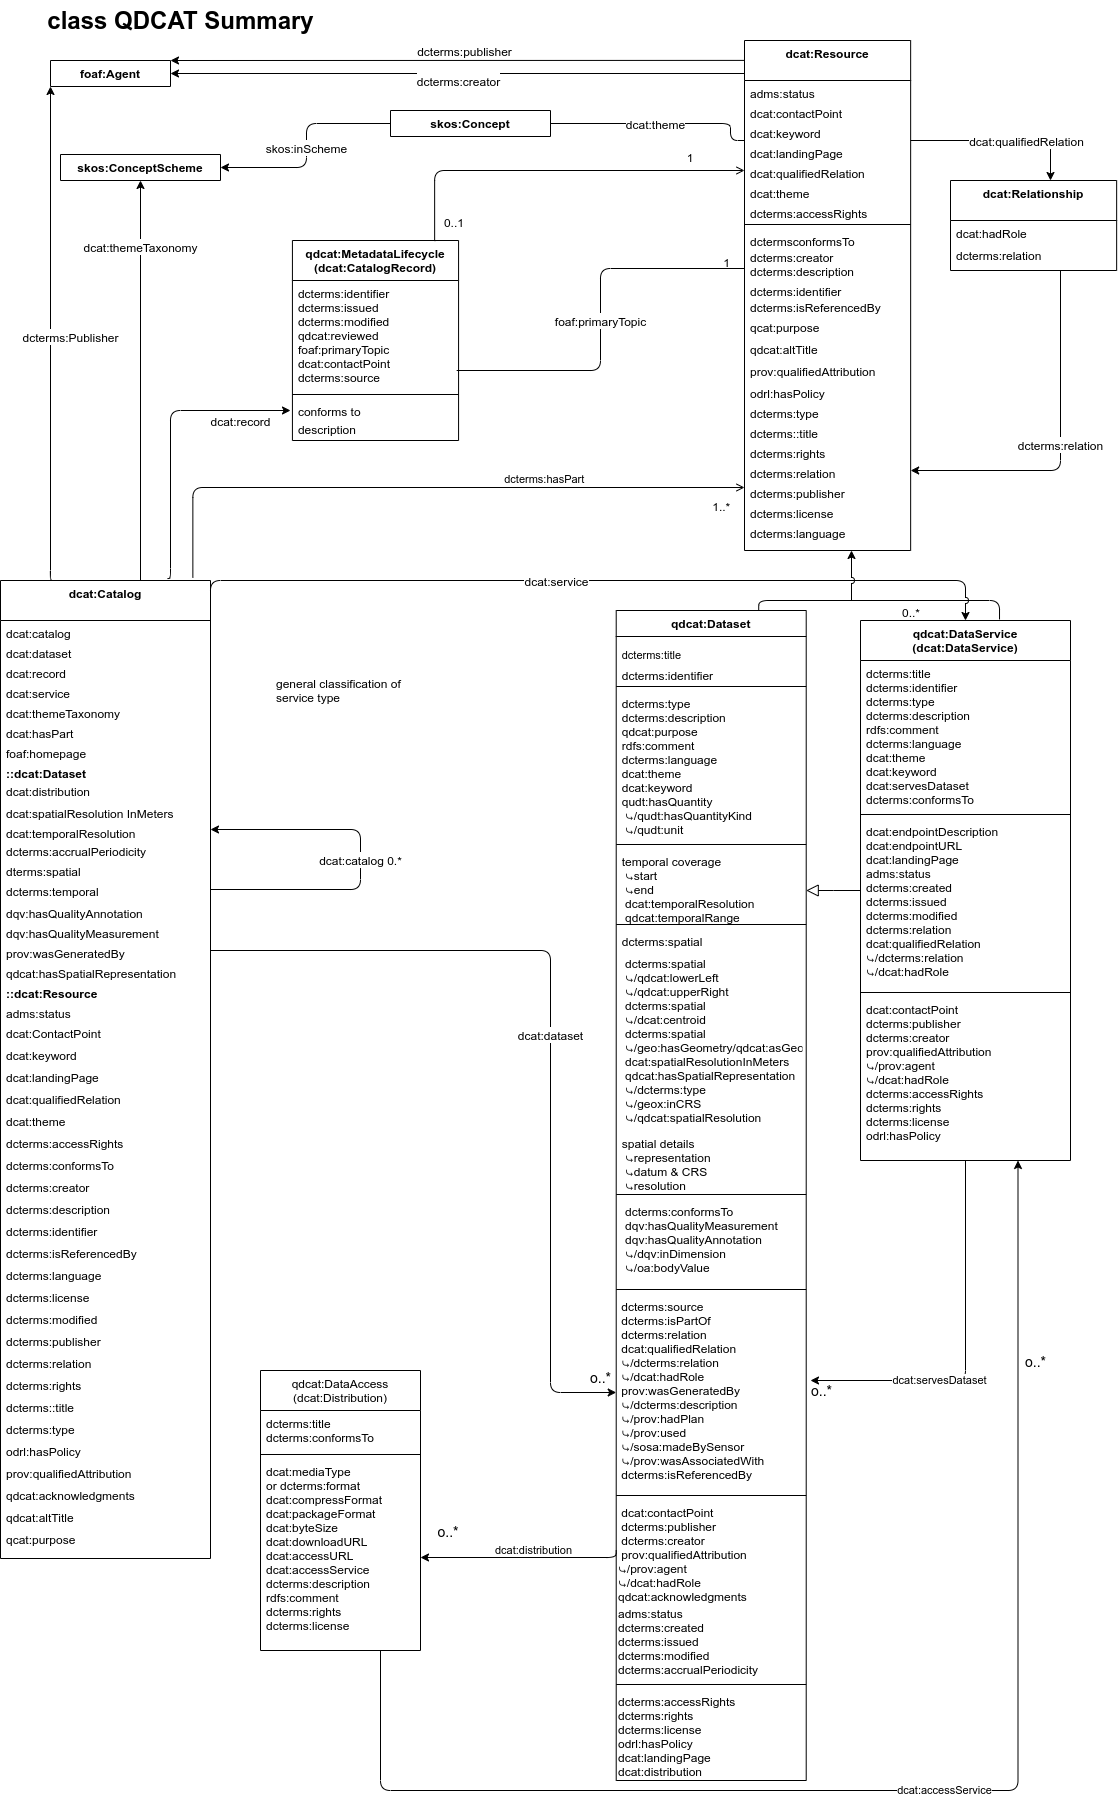 class QDCAT Summary
dcterms:publisher
dcterms:creator
foaf:Agent
skos:Concept
dcat:theme
skos:inScheme
skos:ConceptScheme
dcat:themeTaxonomy
dcterms:Publisher
dcat:Resource
adms:status
dcat:contactPoint
dcat:keyword
dcat:landingPage
dcat:qualifiedRelation
dcat:theme
dcterms:accessRights
dctermsconformsTo
dcterms:creator
dcterms:description
dcterms:identifier
dcterms:isReferencedBy
qcat:purpose
qdcat:altTitle
prov:qualifiedAttribution
odrl:hasPolicy
dcterms:type
dcterms::title
dcterms:rights
dcterms:relation
dcterms:publisher
dcterms:license
dcterms:language
dcat:qualifiedRelation
dcat:Relationship
dcat:hadRole
dcterms:relation
dcterms:relation
1
0..1
qdcat:MetadataLifecycle
(dcat:CatalogRecord)
dcterms:identifier
dcterms:issued
dcterms:modified
qdcat:reviewed
foaf:primaryTopic
dcat:contactPoint
dcterms:source
conforms to
description
1
foaf:primaryTopic
dcat:record
dcterms:hasPart
1..*
dcat:service
0..*
dcat:Catalog
dcat:catalog
dcat:dataset
dcat:record
dcat:service
dcat:themeTaxonomy
dcat:hasPart
foaf:homepage
::dcat:Dataset
dcat:distribution
dcat:spatialResolution InMeters
dcat:temporalResolution
dcterms:accrualPeriodicity
dterms:spatial
dcterms:temporal
dqv:hasQualityAnnotation
dqv:hasQualityMeasurement
prov:wasGeneratedBy
qdcat:hasSpatialRepresentation
::dcat:Resource
adms:status
dcat:ContactPoint
dcat:keyword
dcat:landingPage
dcat:qualifiedRelation
dcat:theme
dcterms:accessRights
dcterms:conformsTo
dcterms:creator
dcterms:description
dcterms:identifier
dcterms:isReferencedBy
dcterms:language
dcterms:license
dcterms:modified
dcterms:publisher
dcterms:relation
dcterms:rights
dcterms::title
dcterms:type
odrl:hasPolicy
prov:qualifiedAttribution
qdcat:acknowledgments
qdcat:altTitle
qcat:purpose
general classification of
service type
dcat:catalog 0.*
dcat:dataset
o..*
qdcat:Dataset
dcterms:title
dcterms:identifier
dcterms:type
dcterms:description
qdcat:purpose
rdfs:comment
dcterms:language
dcat:theme
dcat:keyword
qudt:hasQuantity
⤷/qudt:hasQuantityKind
⤷/qudt:unit
temporal coverage
⤷start
⤷end
dcat:temporalResolution
qdcat:temporalRange
dcterms:spatial
dcterms:spatial
⤷/qdcat:lowerLeft
⤷/qdcat:upperRight
dcterms:spatial
⤷/dcat:centroid
dcterms:spatial
⤷/geo:hasGeometry/qdcat:asGeo
dcat:spatialResolutionInMeters
qdcat:hasSpatialRepresentation
⤷/dcterms:type
⤷/geox:inCRS
⤷/qdcat:spatialResolution
spatial details
⤷representation
⤷datum & CRS
⤷resolution
dcterms:conformsTo
dqv:hasQualityMeasurement
dqv:hasQualityAnnotation
⤷/dqv:inDimension
⤷/oa:bodyValue
dcterms:source
dcterms:isPartOf
dcterms:relation
dcat:qualifiedRelation
⤷/dcterms:relation
⤷/dcat:hadRole
prov:wasGeneratedBy
⤷/dcterms:description
⤷/prov:hadPlan
⤷/prov:used
⤷/sosa:madeBySensor
⤷/prov:wasAssociatedWith
dcterms:isReferencedBy
dcat:contactPoint
dcterms:publisher
dcterms:creator
prov:qualifiedAttribution
⤷/prov:agent
⤷/dcat:hadRole
qdcat:acknowledgments
adms:status
dcterms:created
dcterms:issued
dcterms:modified
dcterms:accrualPeriodicity
dcterms:accessRights
dcterms:rights
dcterms:license
odrl:hasPolicy
dcat:landingPage
dcat:distribution
qdcat:DataService
(dcat:DataService)
dcterms:title
dcterms:identifier
dcterms:type
dcterms:description
rdfs:comment
dcterms:language
dcat:theme
dcat:keyword
dcat:servesDataset
dcterms:conformsTo
dcat:endpointDescription
dcat:endpointURL
dcat:landingPage
adms:status
dcterms:created
dcterms:issued
dcterms:modified
dcterms:relation
dcat:qualifiedRelation
⤷/dcterms:relation
⤷/dcat:hadRole
dcat:contactPoint
dcterms:publisher
dcterms:creator
prov:qualifiedAttribution
⤷/prov:agent
⤷/dcat:hadRole
dcterms:accessRights
dcterms:rights
dcterms:license
odrl:hasPolicy
o..*
dcat:servesDataset
o..*
qdcat:DataAccess
(dcat:Distribution)
dcterms:title
dcterms:conformsTo
dcat:mediaType
or dcterms:format
dcat:compressFormat
dcat:packageFormat
dcat:byteSize
dcat:downloadURL
dcat:accessURL
dcat:accessService
dcterms:description
rdfs:comment
dcterms:rights
dcterms:license
o..*
dcat:distribution
dcat:accessService